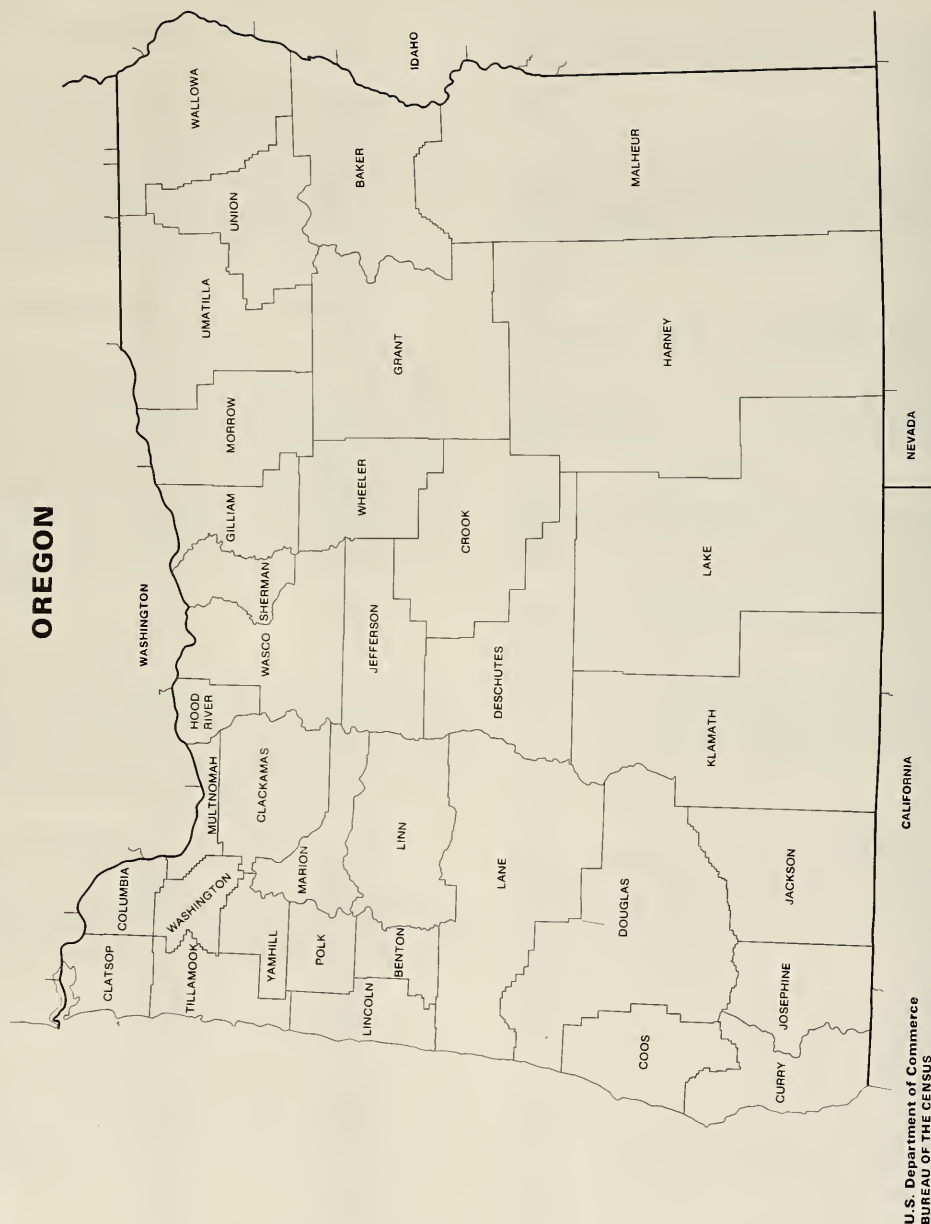 OREGON
WASHINGTON
CLATSOP
COLUMBIA
TILLAMOOK
WASHINGTON
MULTNOMAH
HOOD
RIVER
WASCO
SHERMAN
GILLIAM
MORROW
UMATILLA
UNION
WALLOWA
YAMHILL
CLACKAMAS
POLK
MARION
LINCOLN
BENTON
LINN
JEFFERSON
WHEELER
GRANT
BAKER
IDAHO
LANE
DESCHUTES
CROOK
COOS
DOUGLAS
KLAMATH
LAKE
HARNEY
MALHEUR
CURRY
JOSEPHINE
JACKSON
CALIFORNIA
NEVADA
U.S. Department of Commerce
BUREAU OF THE CENSUS